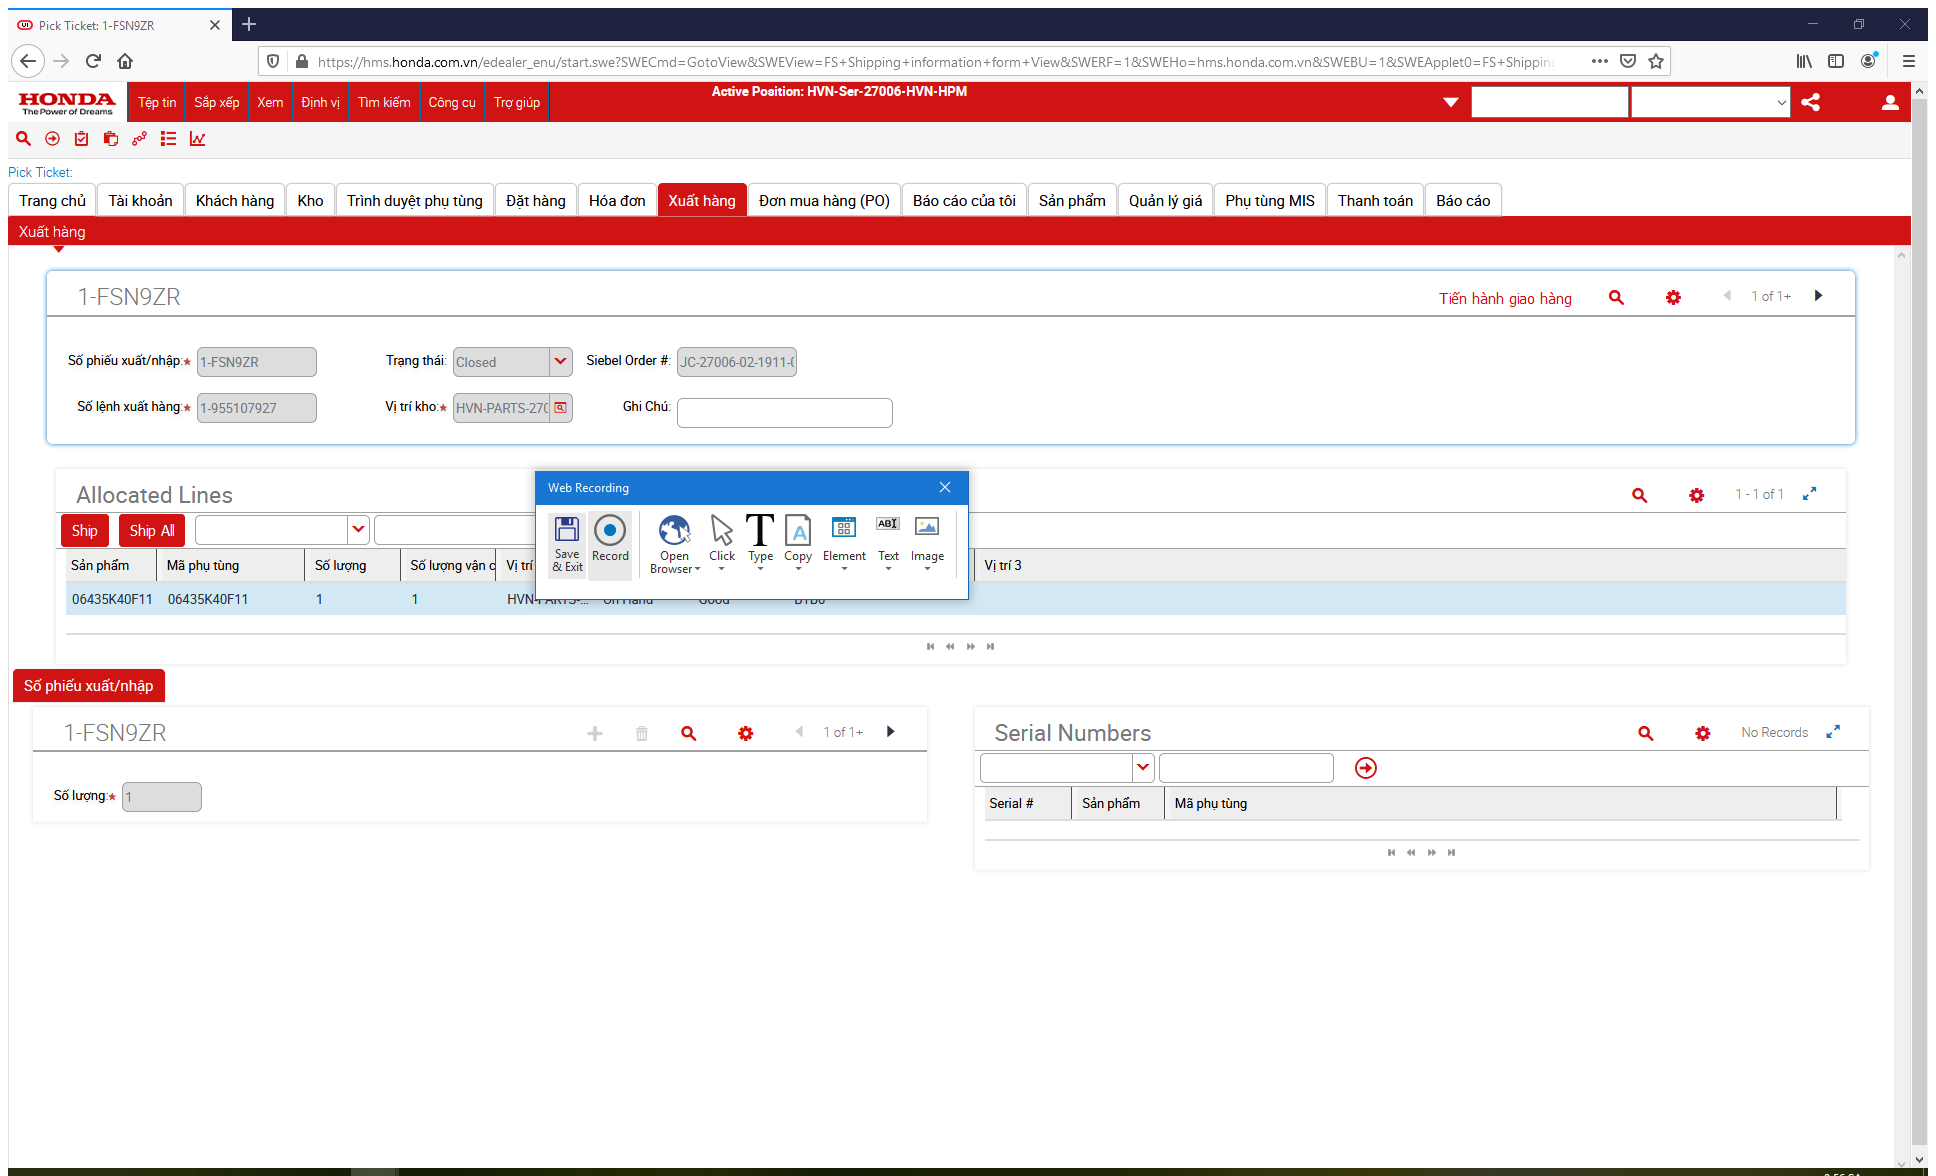 Pick Ticket: 1-FSN9ZR
https://hms.honda.com.vn/edealer_enu/start.swe?SWECmd=GotoView&SWEView=FS+Shipping+information+form+View&SWERF=1&SWEHo=hms.honda.com.vn&SWEBU=1&SWEApplet0=FS+Shipping
HONDA
The Power of Dreams
Tệp tin Sắp xếp Xem Định vị Tìm kiếm Công cụ Trợ giúp
Active Position: HVN-Ser-27006-HVN-HPM
Pick Ticket:
Trang chủ Tài khoản Khách hàng Kho Trình duyệt phụ tùng Đặt hàng Hóa đơn Xuất hàng Đơn mua hàng (PO) Báo cáo của tôi Sản phẩm Quản lý giá Phụ tùng MIS Thanh toán Báo cáo
Xuất hàng
1-FSN9ZR
Tiến hành giao hàng 1 of 1+
Số phiếu xuất/nhập:* 1-FSN9ZR Trạng thái: Closed Siebel Order #: JC-27006-02-1911-0
Số lệnh xuất hàng:* 1-955107927 Vị trí kho:* HVN-PARTS-270 Ghi Chú:
Allocated Lines 1 - 1 of 1
Ship Ship All
Sản phẩm Mã phụ tùng Số lượng Số lượng vận c Vị trí Vị trí 3
06435K40F11 06435K40F11 1 1 HVN-PARTS-... On Hand Good
Web Recording
Save & Exit Record Open Browser Click Type Copy Element Text Image
Số phiếu xuất/nhập
1-FSN9ZR 1 of 1+
Số lượng:* 1
Serial Numbers No Records
Serial # Sản phẩm Mã phụ tùng